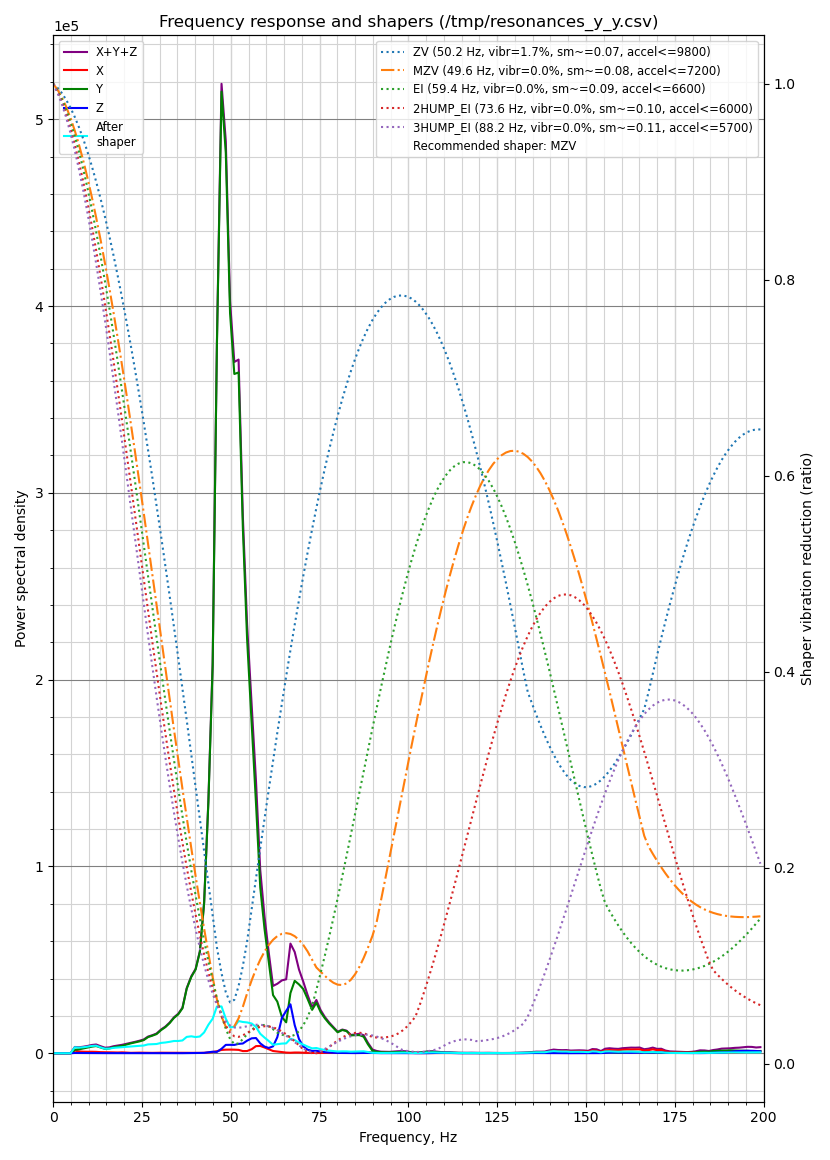 Frequency response and shapers (/tmp/resonances_y_y.csv)
1e5
X+Y+Z
X
Y
Z
After
shaper
ZV (50.2 Hz, vibr=1.7%, sm~=0.07, accel<=9800)
MZV (49.6 Hz, vibr=0.0%, sm~=0.08, accel<=7200)
EI (59.4 Hz, vibr=0.0%, sm~=0.09, accel<=6600)
2HUMP_EI (73.6 Hz, vibr=0.0%, sm~=0.10, accel<=6000)
3HUMP_EI (88.2 Hz, vibr=0.0%, sm~=0.11, accel<=5700)
Recommended shaper: MZV
5
4
3
2
1
0
Power spectral density
1.0
0.8
0.6
0.4
0.2
0.0
Shaper vibration reduction (ratio)
0 25 50 75 100 125 150 175 200
Frequency, Hz